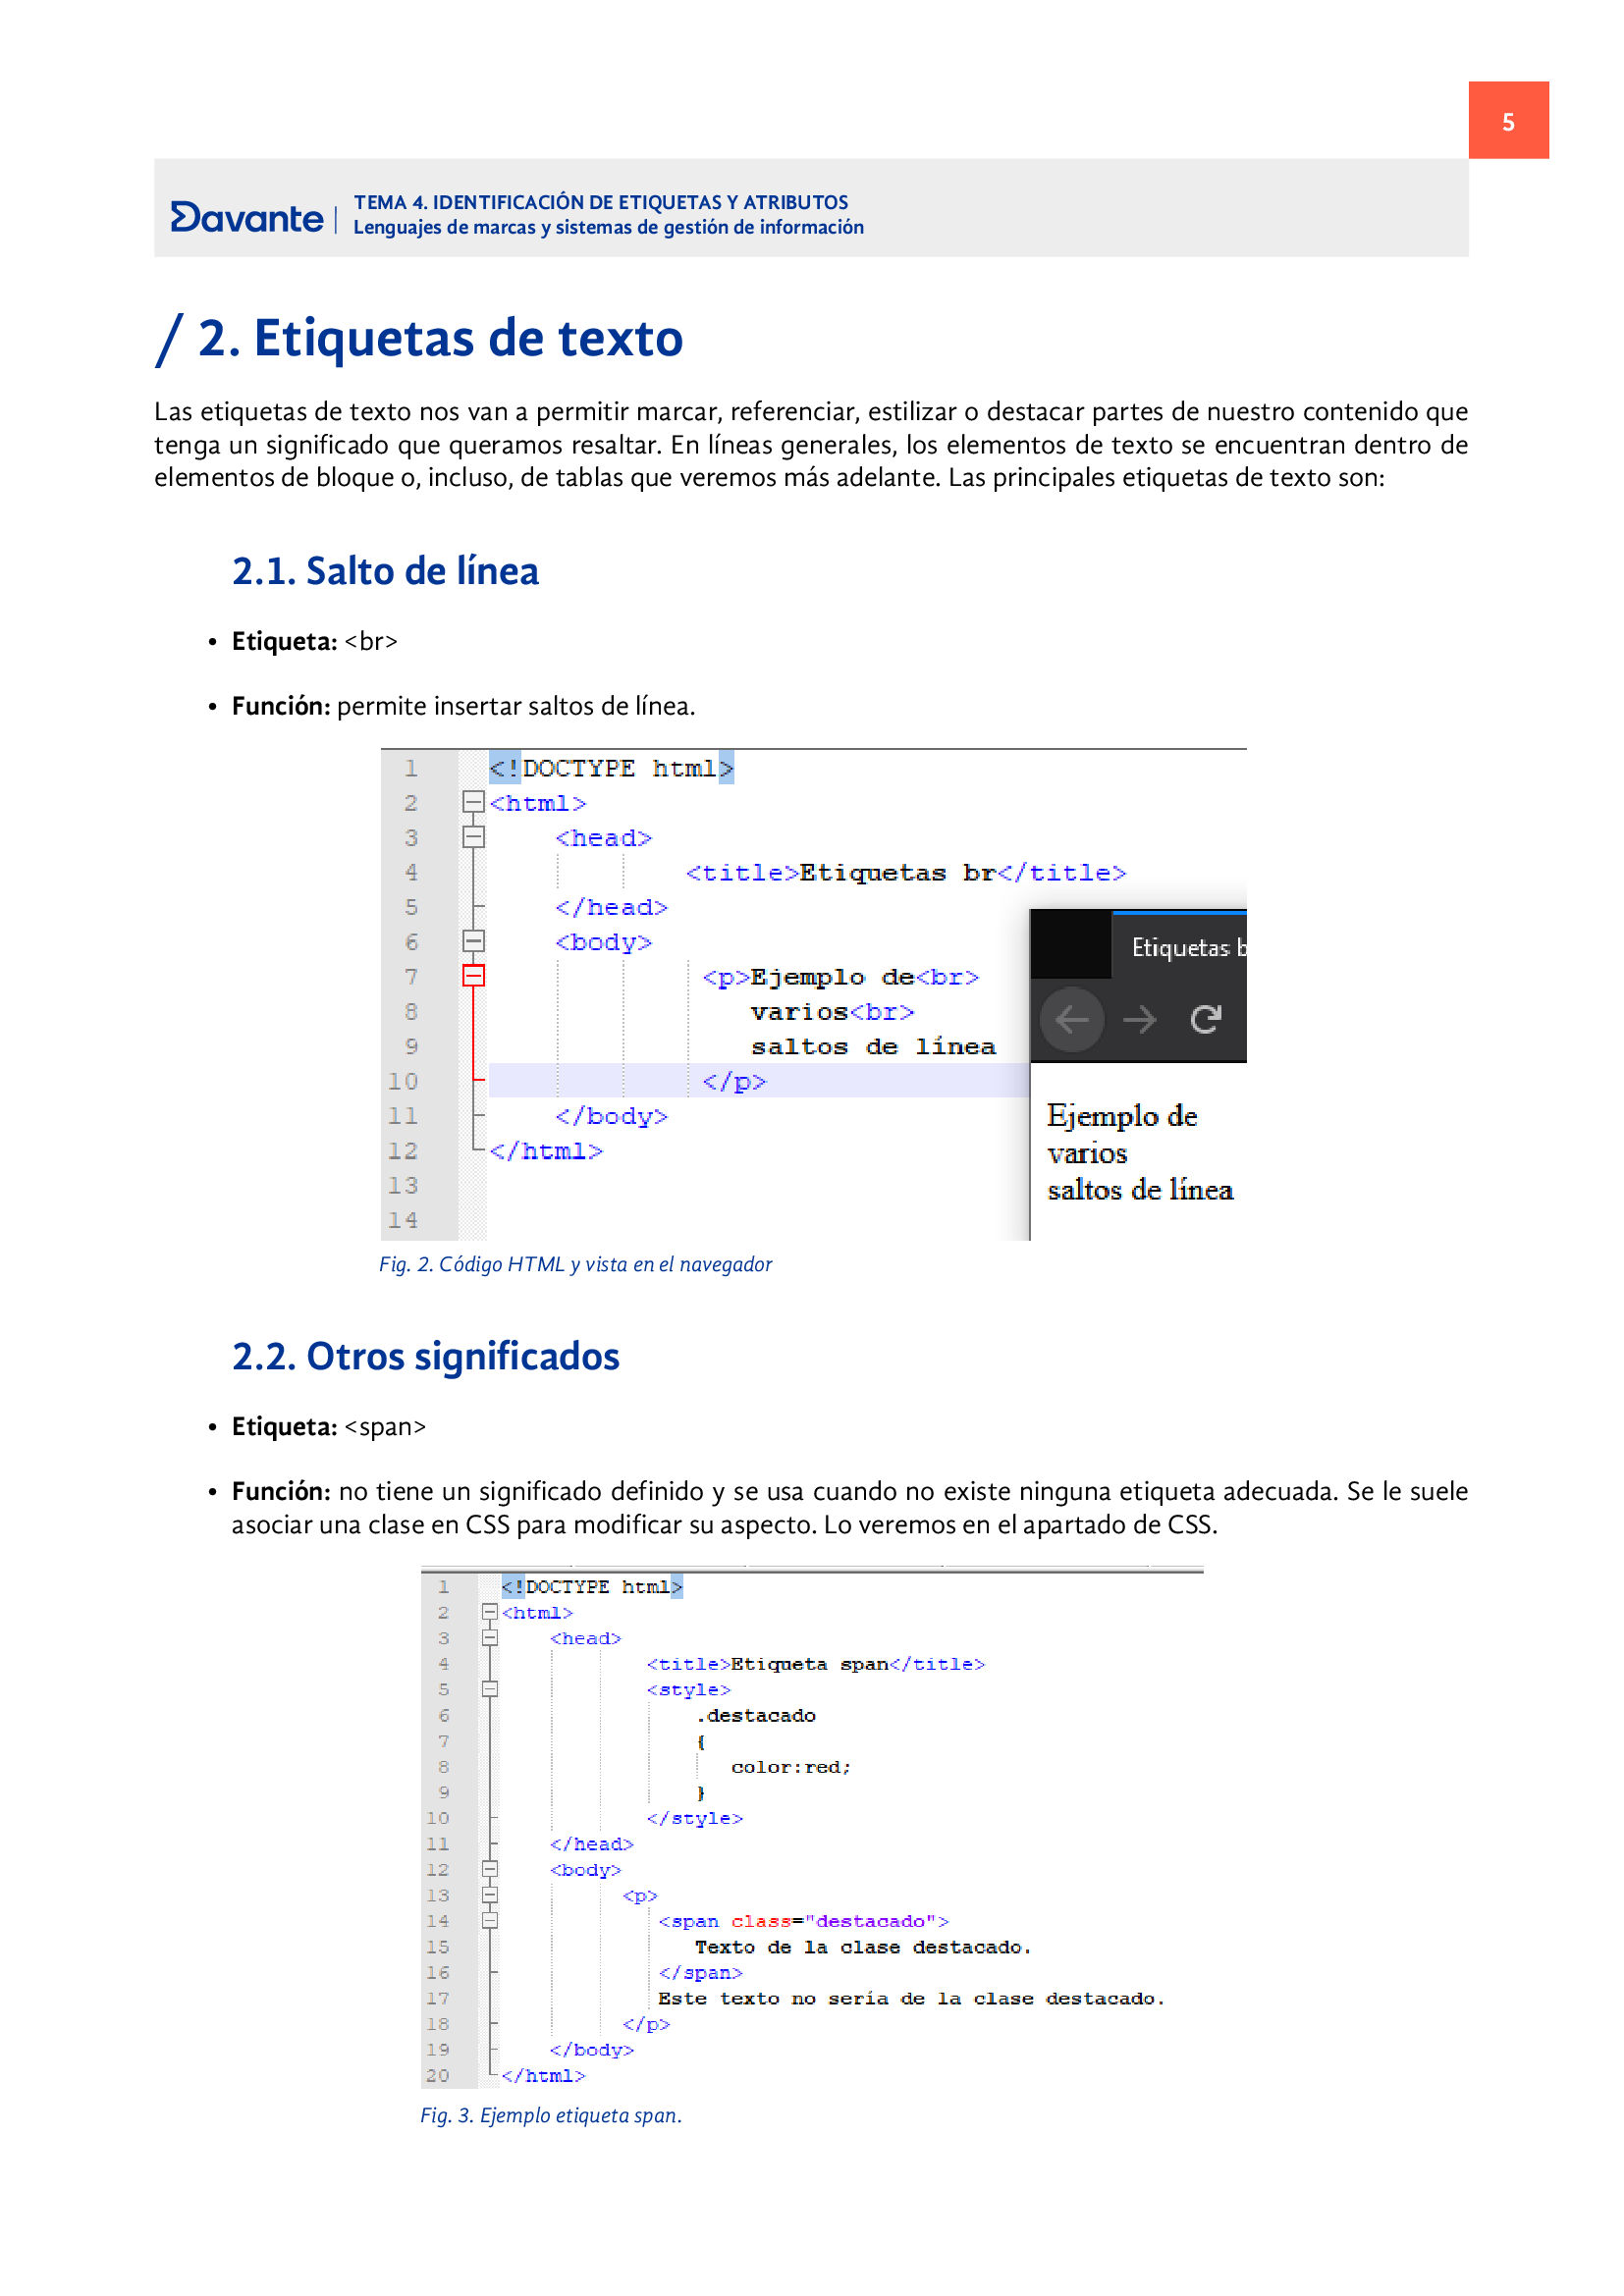 5
Davante
TEMA 4. IDENTIFICACIÓN DE ETIQUETAS Y ATRIBUTOS
Lenguajes de marcas y sistemas de gestión de información
/ 2. Etiquetas de texto
Las etiquetas de texto nos van a permitir marcar, referenciar, estilizar o destacar partes de nuestro contenido que
tenga un significado que queramos resaltar. En líneas generales, los elementos de texto se encuentran dentro de
elementos de bloque o, incluso, de tablas que veremos más adelante. Las principales etiquetas de texto son:
2.1. Salto de línea
• Etiqueta: <br>
• Función: permite insertar saltos de línea.
1 <!DOCTYPE html>
2 <html>
3 <head>
4 <title>Etiquetas br</title>
5 </head>
6 <body>
7 <p>Ejemplo de<br>
8 varios<br>
9 saltos de línea
10 </p>
11 </body>
12 </html>
13
14
Etiquetas b
Ejemplo de
varios
saltos de línea
Fig. 2. Código HTML y vista en el navegador
2.2. Otros significados
• Etiqueta: <span>
• Función: no tiene un significado definido y se usa cuando no existe ninguna etiqueta adecuada. Se le suele
asociar una clase en CSS para modificar su aspecto. Lo veremos en el apartado de CSS.
1 <!DOCTYPE html>
2 <html>
3 <head>
4 <title>Etiqueta span</title>
5 <style>
6 .destacado
7 {
8 color:red;
9 }
10 </style>
11 </head>
12 <body>
13 <p>
14 <span class="destacado">
15 Texto de la clase destacado.
16 </span>
17 Este texto no sería de la clase destacado.
18 </p>
19 </body>
20 </html>
Fig. 3. Ejemplo etiqueta span.